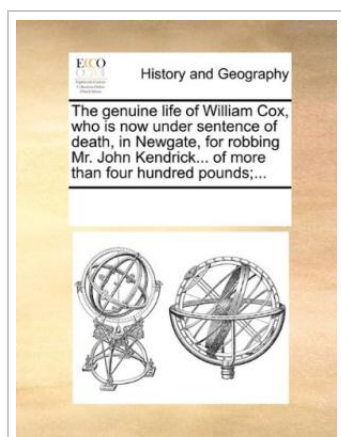 ECCO
History and Geography
The genuine life of William Cox,
who is now under sentence of
death, in Newgate, for robbing
Mr. John Kendrick... of more
than four hundred pounds;...